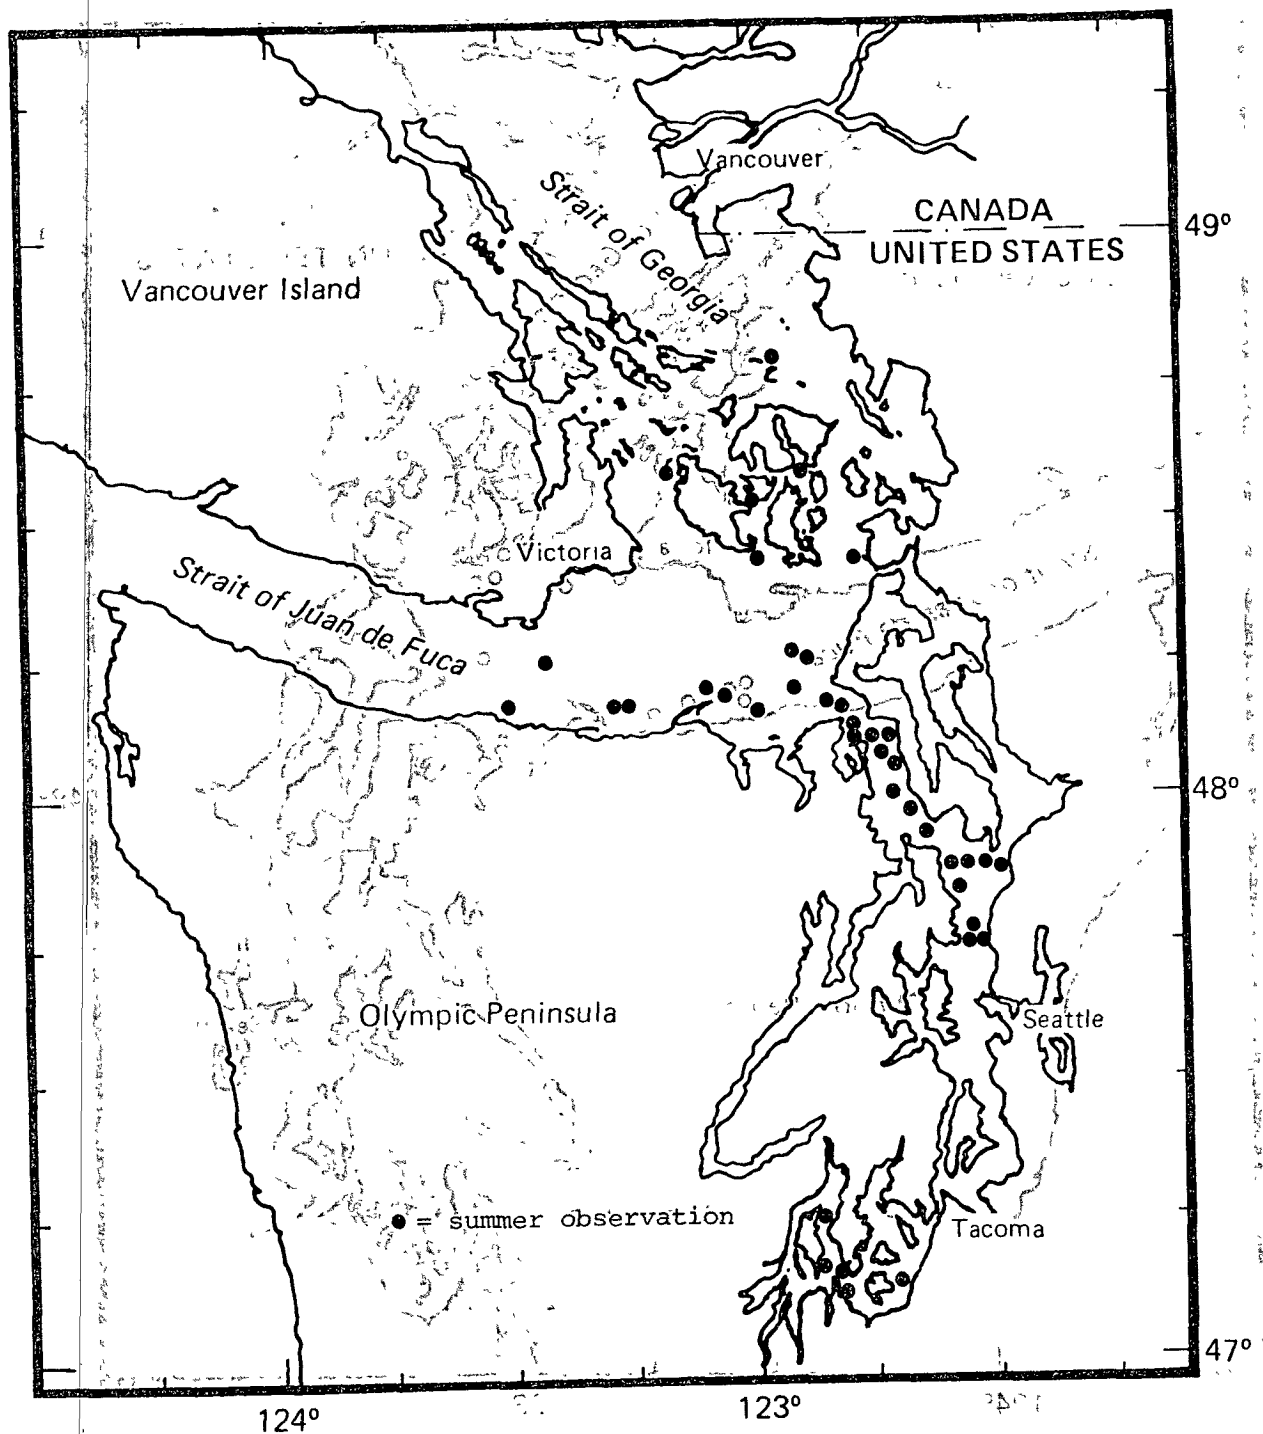 Vancouver
Strait of Georgia
CANADA
UNITED STATES
49°
Vancouver Island
Victoria
Strait of Juan de Fuca
48°
Olympic Peninsula
Seattle
= summer observation
Tacoma
47°
124°
123°